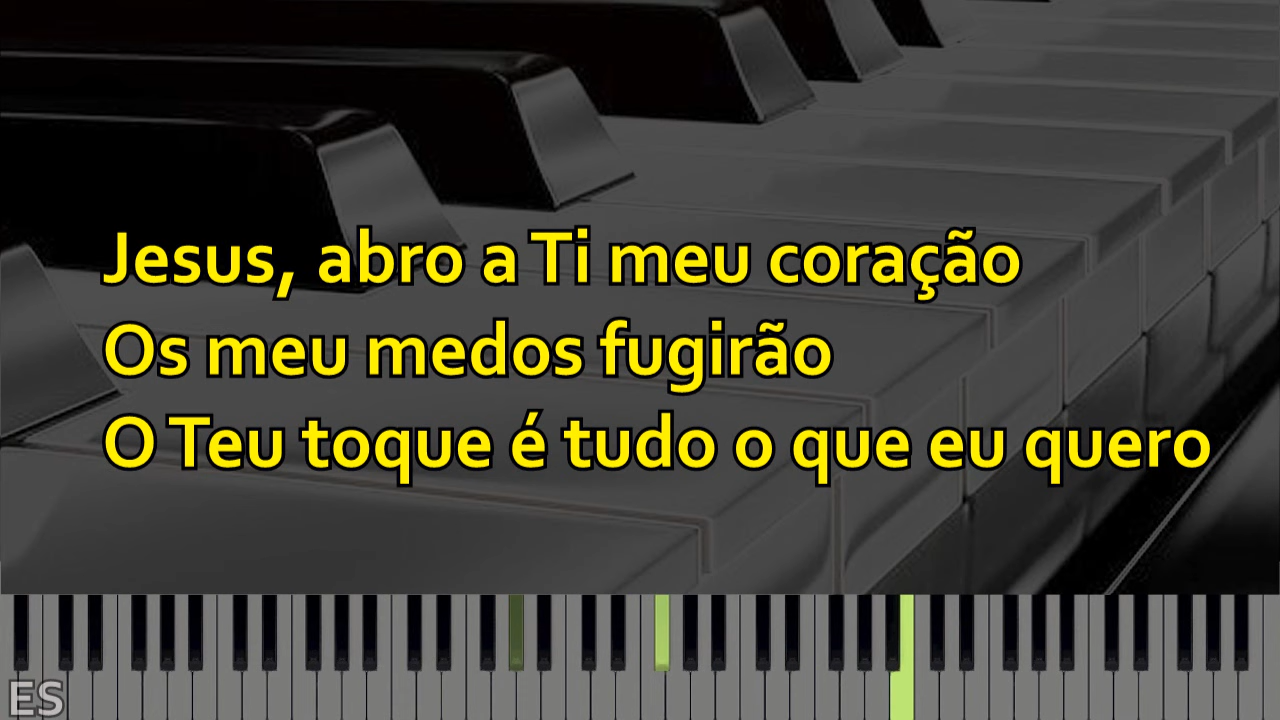 Jesus, abro a Ti meu coração
Os meu medos fugirão
O Teu toque é tudo o que eu quero
ES